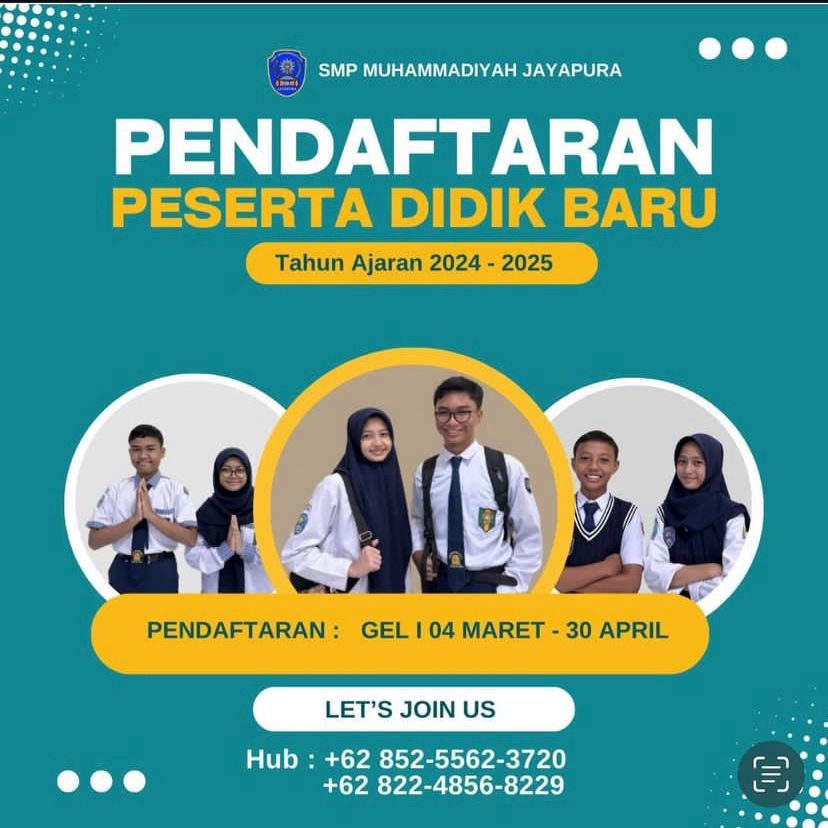 SMP MUHAMMADIYAH JAYAPURA
PENDAFTARAN
PESERTA DIDIK BARU
Tahun Ajaran 2024 - 2025
PENDAFTARAN : GEL I 04 MARET - 30 APRIL
LET’S JOIN US
Hub : +62 852-5562-3720
+62 822-4856-8229